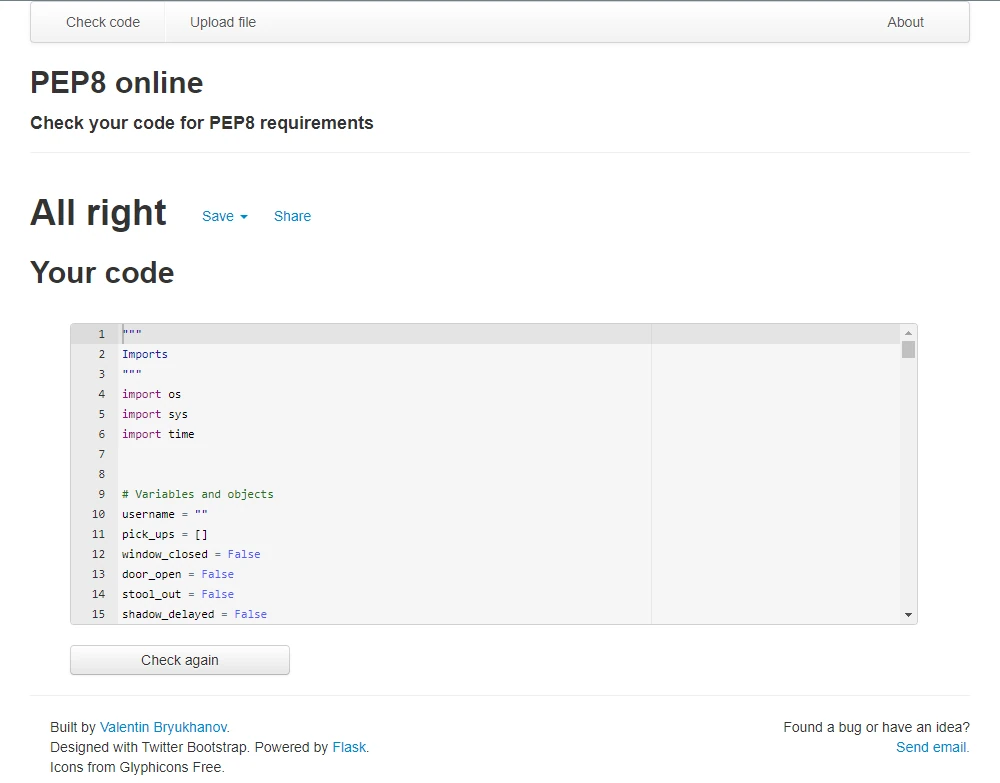 Check code Upload file About
PEP8 online
Check your code for PEP8 requirements
All right Save Share
Your code
1 """
2 Imports
3 """
4 import os
5 import sys
6 import time
7
8
9 # Variables and objects
10 username = ""
11 pick_ups = []
12 window_closed = False
13 door_open = False
14 stool_out = False
15 shadow_delayed = False
Check again
Built by Valentin Bryukhanov. Found a bug or have an idea?
Designed with Twitter Bootstrap. Powered by Flask. Send email.
Icons from Glyphicons Free.